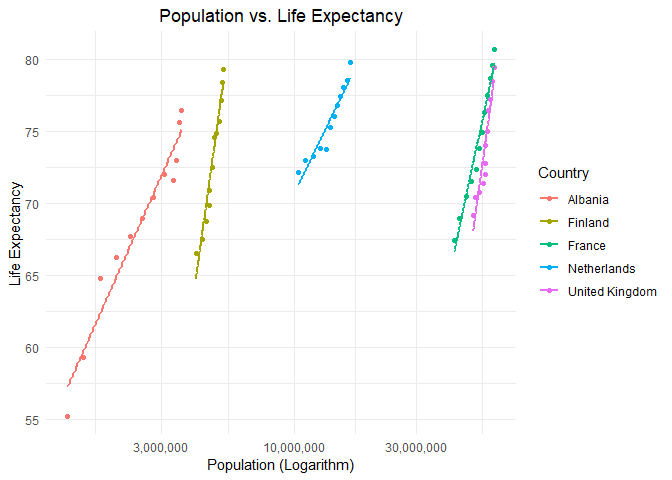 Population vs. Life Expectancy
80
75
70
65
60
55
Life Expectancy
3,000,000
10,000,000
30,000,000
Population (Logarithm)
Country
Albania
Finland
France
Netherlands
United Kingdom